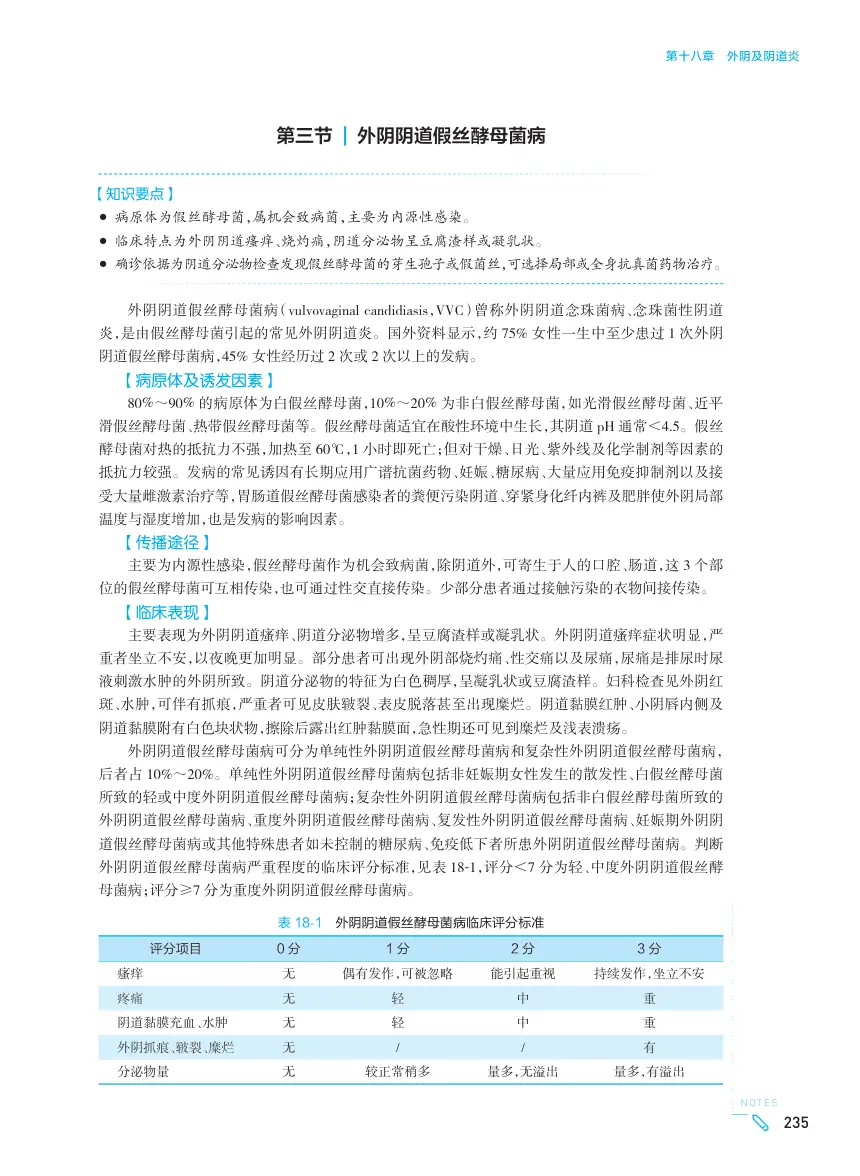 第十八章　外阴及阴道炎
第三节 | 外阴阴道假丝酵母菌病
【知识要点】
● 病原体为假丝酵母菌,属机会致病菌,主要为内源性感染。
● 临床特点为外阴阴道瘙痒、烧灼痛,阴道分泌物呈豆腐渣样或凝乳状。
● 确诊依据为阴道分泌物检查发现假丝酵母菌的芽生孢子或假菌丝,可选择局部或全身抗真菌药物治疗。
外阴阴道假丝酵母菌病(vulvovaginal candidiasis,VVC)曾称外阴阴道念珠菌病、念珠菌性阴道
炎,是由假丝酵母菌引起的常见外阴阴道炎。国外资料显示,约 75% 女性一生中至少患过 1 次外阴
阴道假丝酵母菌病,45% 女性经历过 2 次或 2 次以上的发病。
【病原体及诱发因素】
80%~90% 的病原体为白假丝酵母菌,10%~20% 为非白假丝酵母菌,如光滑假丝酵母菌、近平
滑假丝酵母菌、热带假丝酵母菌等。假丝酵母菌适宜在酸性环境中生长,其阴道 pH 通常<4.5。假丝
酵母菌对热的抵抗力不强,加热至 60℃,1 小时即死亡;但对于干燥、日光、紫外线及化学制剂等因素的
抵抗力较强。发病的常见诱因有长期应用广谱抗菌药物、妊娠、糖尿病、大量应用免疫抑制剂以及接
受大量雌激素治疗等,胃肠道假丝酵母菌感染者的粪便污染阴道、穿紧身化纤内裤及肥胖使外阴局部
温度与湿度增加,也是发病的影响因素。
【传播途径】
主要为内源性感染,假丝酵母菌作为机会致病菌,除阴道外,可寄生于人的口腔、肠道,这 3 个部
位的假丝酵母菌可互相传染,也可通过性交直接传染。少部分患者通过接触污染的衣物间接传染。
【临床表现】
主要表现为外阴阴道瘙痒、阴道分泌物增多,呈豆腐渣样或凝乳状。外阴阴道瘙痒症状明显,严
重者坐立不安,以夜晚更加明显。部分患者可出现外阴部烧灼痛、性交痛以及尿痛,尿痛是排尿时尿
液刺激水肿的外阴所致。阴道分泌物的特征为白色稠厚,呈凝乳状或豆腐渣样。妇科检查见外阴红
斑、水肿,可伴有抓痕,严重者可见皮肤皲裂、表皮脱落甚至出现糜烂。阴道黏膜红肿、小阴唇内侧及
阴道黏膜附有白色块状物,擦除后露出红肿黏膜面,急性期还可见到糜烂及浅表溃疡。
外阴阴道假丝酵母菌病可分为单纯性外阴阴道假丝酵母菌病和复杂性外阴阴道假丝酵母菌病,
后者占 10%~20%。单纯性外阴阴道假丝酵母菌病包括非妊娠期女性发生的散发性、白假丝酵母菌
所致的轻或中度外阴阴道假丝酵母菌病;复杂性外阴阴道假丝酵母菌病包括非白假丝酵母菌所致的
外阴阴道假丝酵母菌病、重度外阴阴道假丝酵母菌病、复发性外阴阴道假丝酵母菌病、妊娠期外阴阴
道假丝酵母菌病或其他特殊患者如未控制的糖尿病、免疫低下者所患外阴阴道假丝酵母菌病。判断
外阴阴道假丝酵母菌病严重程度的临床评分标准,见表 18-1,评分<7 分为轻、中度外阴阴道假丝酵
母菌病;评分≥7 分为重度外阴阴道假丝酵母菌病。
表 18-1　外阴阴道假丝酵母菌病临床评分标准
评分项目　0 分　1 分　2 分　3 分
瘙痒　无　偶有发作,可被忽略　能引起重视　持续发作,坐立不安
疼痛　无　轻　中　重
阴道黏膜充血、水肿　无　轻　中　重
外阴抓痕、皲裂、糜烂　无　/　/　有
分泌物量　无　较正常稍多　量多,无溢出　量多,有溢出
NOTES
235